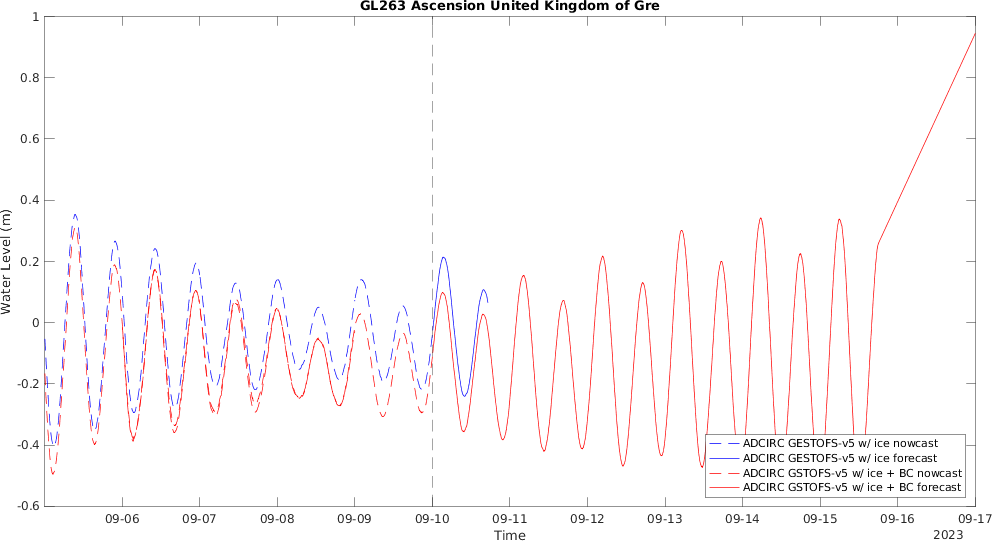 GL263 Ascension United Kingdom of Gre
1
0.8
0.6
0.4
0.2
0
-0.2
-0.4
-0.6
Water Level (m)
ADCIRC GESTOFS-v5 w/ ice nowcast
ADCIRC GESTOFS-v5 w/ ice forecast
ADCIRC GSTOFS-v5 w/ ice + BC nowcast
ADCIRC GSTOFS-v5 w/ ice + BC forecast
09-06 09-07 09-08 09-09 09-10 09-11 09-12 09-13 09-14 09-15 09-16 09-17
Time
2023